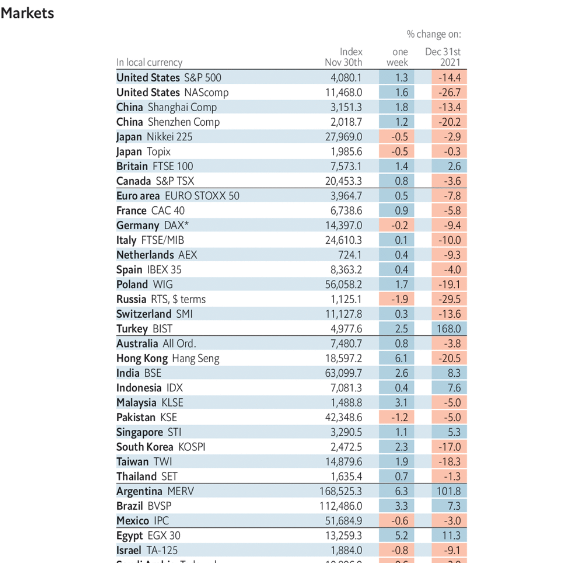 Markets
% change on:
Index one Dec 31st
In local currency Nov 30th week 2021
United States S&P 500 4,080.1 1.3 -14.4
United States NAScomp 11,468.0 1.6 -26.7
China Shanghai Comp 3,151.3 1.8 -13.4
China Shenzhen Comp 2,018.7 1.2 -20.2
Japan Nikkei 225 27,969.0 -0.5 -2.9
Japan Topix 1,985.6 -0.5 -0.3
Britain FTSE 100 7,573.1 1.4 2.6
Canada S&P TSX 20,453.3 0.8 -3.6
Euro area EURO STOXX 50 3,964.7 0.5 -7.8
France CAC 40 6,738.6 0.9 -5.8
Germany DAX* 14,397.0 -0.2 -9.4
Italy FTSE/MIB 24,610.3 0.1 -10.0
Netherlands AEX 724.1 0.4 -9.3
Spain IBEX 35 8,363.2 0.4 -4.0
Poland WIG 56,058.2 1.7 -19.1
Russia RTS, $ terms 1,125.1 -1.9 -29.5
Switzerland SMI 11,127.8 0.3 -13.6
Turkey BIST 4,977.6 2.5 168.0
Australia All Ord. 7,480.7 0.8 -3.8
Hong Kong Hang Seng 18,597.2 6.1 -20.5
India BSE 63,099.7 2.6 8.3
Indonesia IDX 7,081.3 0.4 7.6
Malaysia KLSE 1,488.8 3.1 -5.0
Pakistan KSE 42,348.6 -1.2 -5.0
Singapore STI 3,290.5 1.1 5.3
South Korea KOSPI 2,472.5 2.3 -17.0
Taiwan TWI 14,879.6 1.9 -18.3
Thailand SET 1,635.4 0.7 -1.3
Argentina MERV 168,525.3 6.3 101.8
Brazil BVSP 112,486.0 3.3 7.3
Mexico IPC 51,684.9 -0.6 -3.0
Egypt EGX 30 13,259.3 5.2 11.3
Israel TA-125 1,884.0 -0.8 -9.1